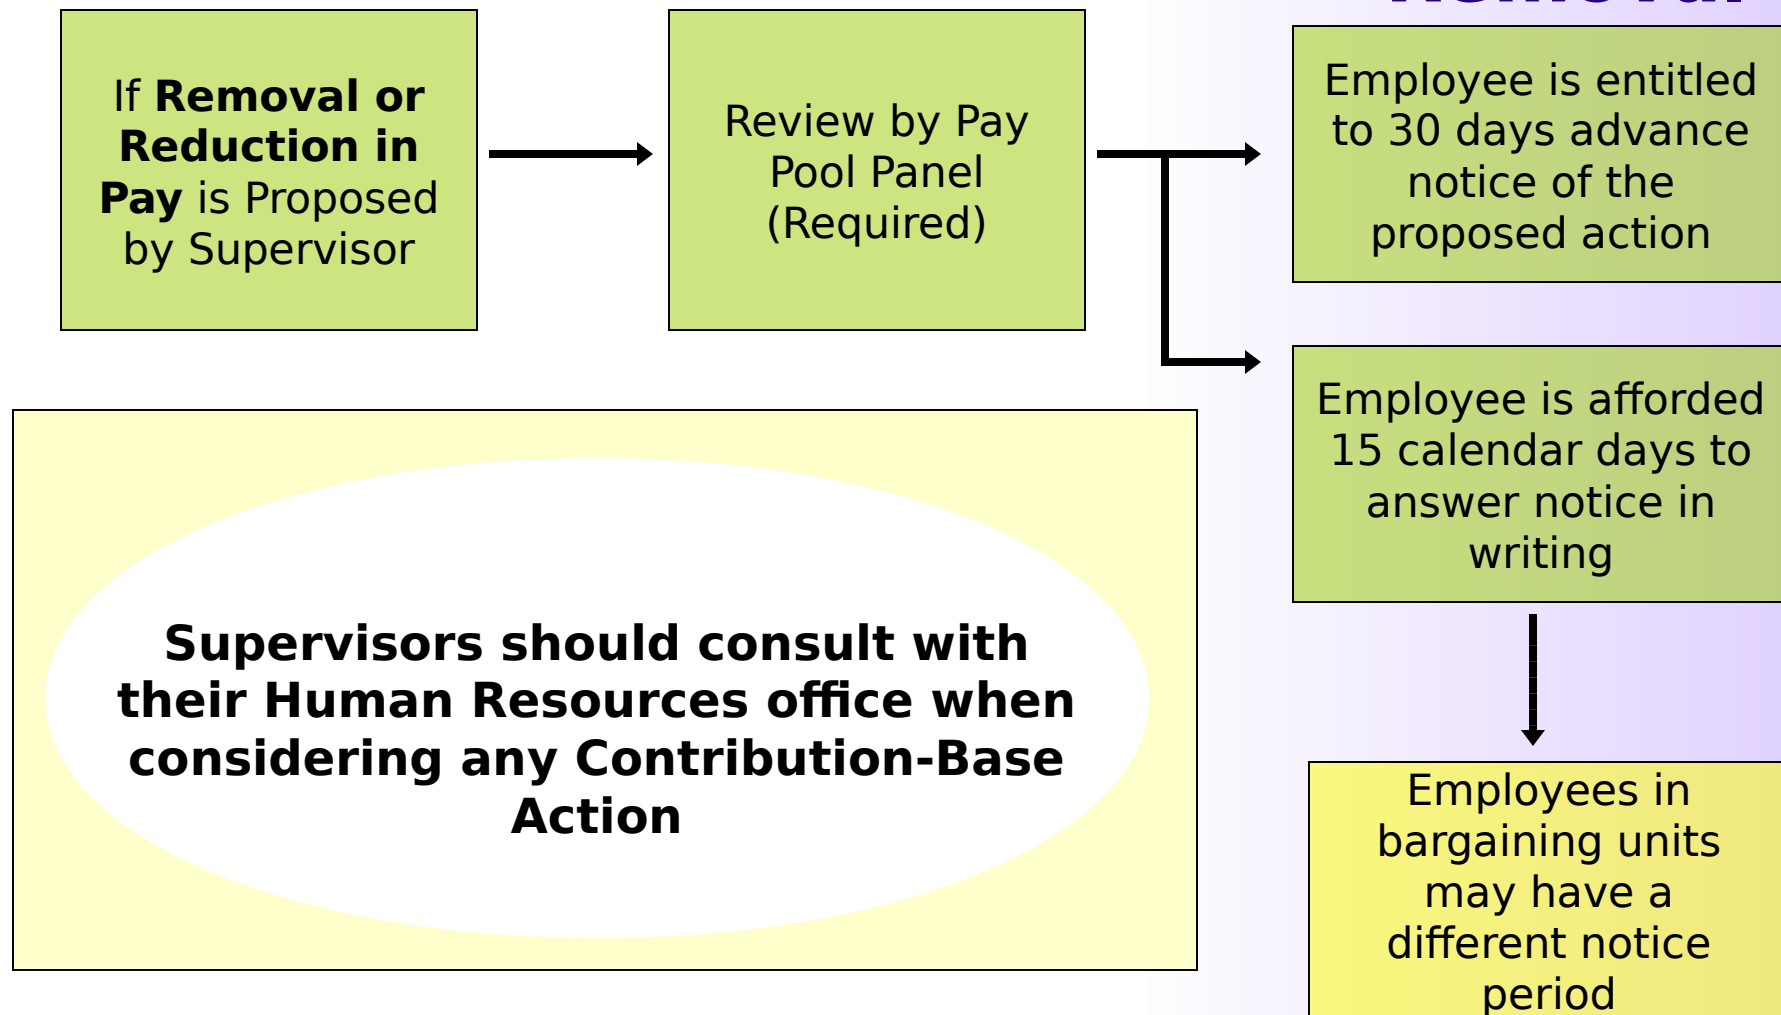 If Removal or
Reduction in
Pay is Proposed
by Supervisor
Review by Pay
Pool Panel
(Required)
Employee is entitled
to 30 days advance
notice of the
proposed action
Employee is afforded
15 calendar days to
answer notice in
writing
Supervisors should consult with
their Human Resources office when
considering any Contribution-Base
Action
Employees in
bargaining units
may have a
different notice
period